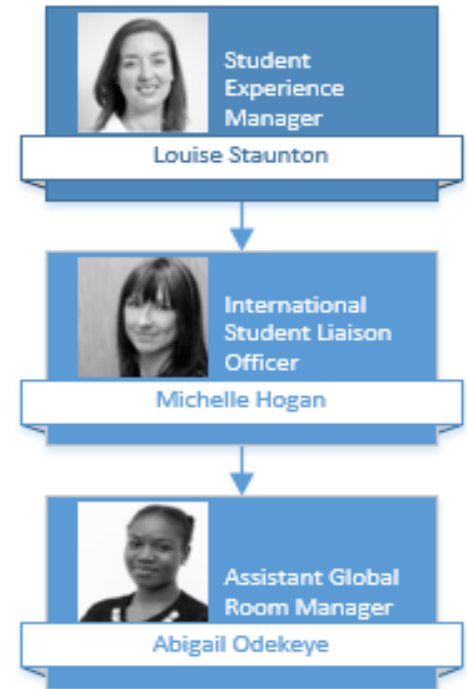 Student
Experience
Manager
Louise Staunton
International
Student Liaison
Officer
Michelle Hogan
Assistant Global
Room Manager
Abigail Odekeye